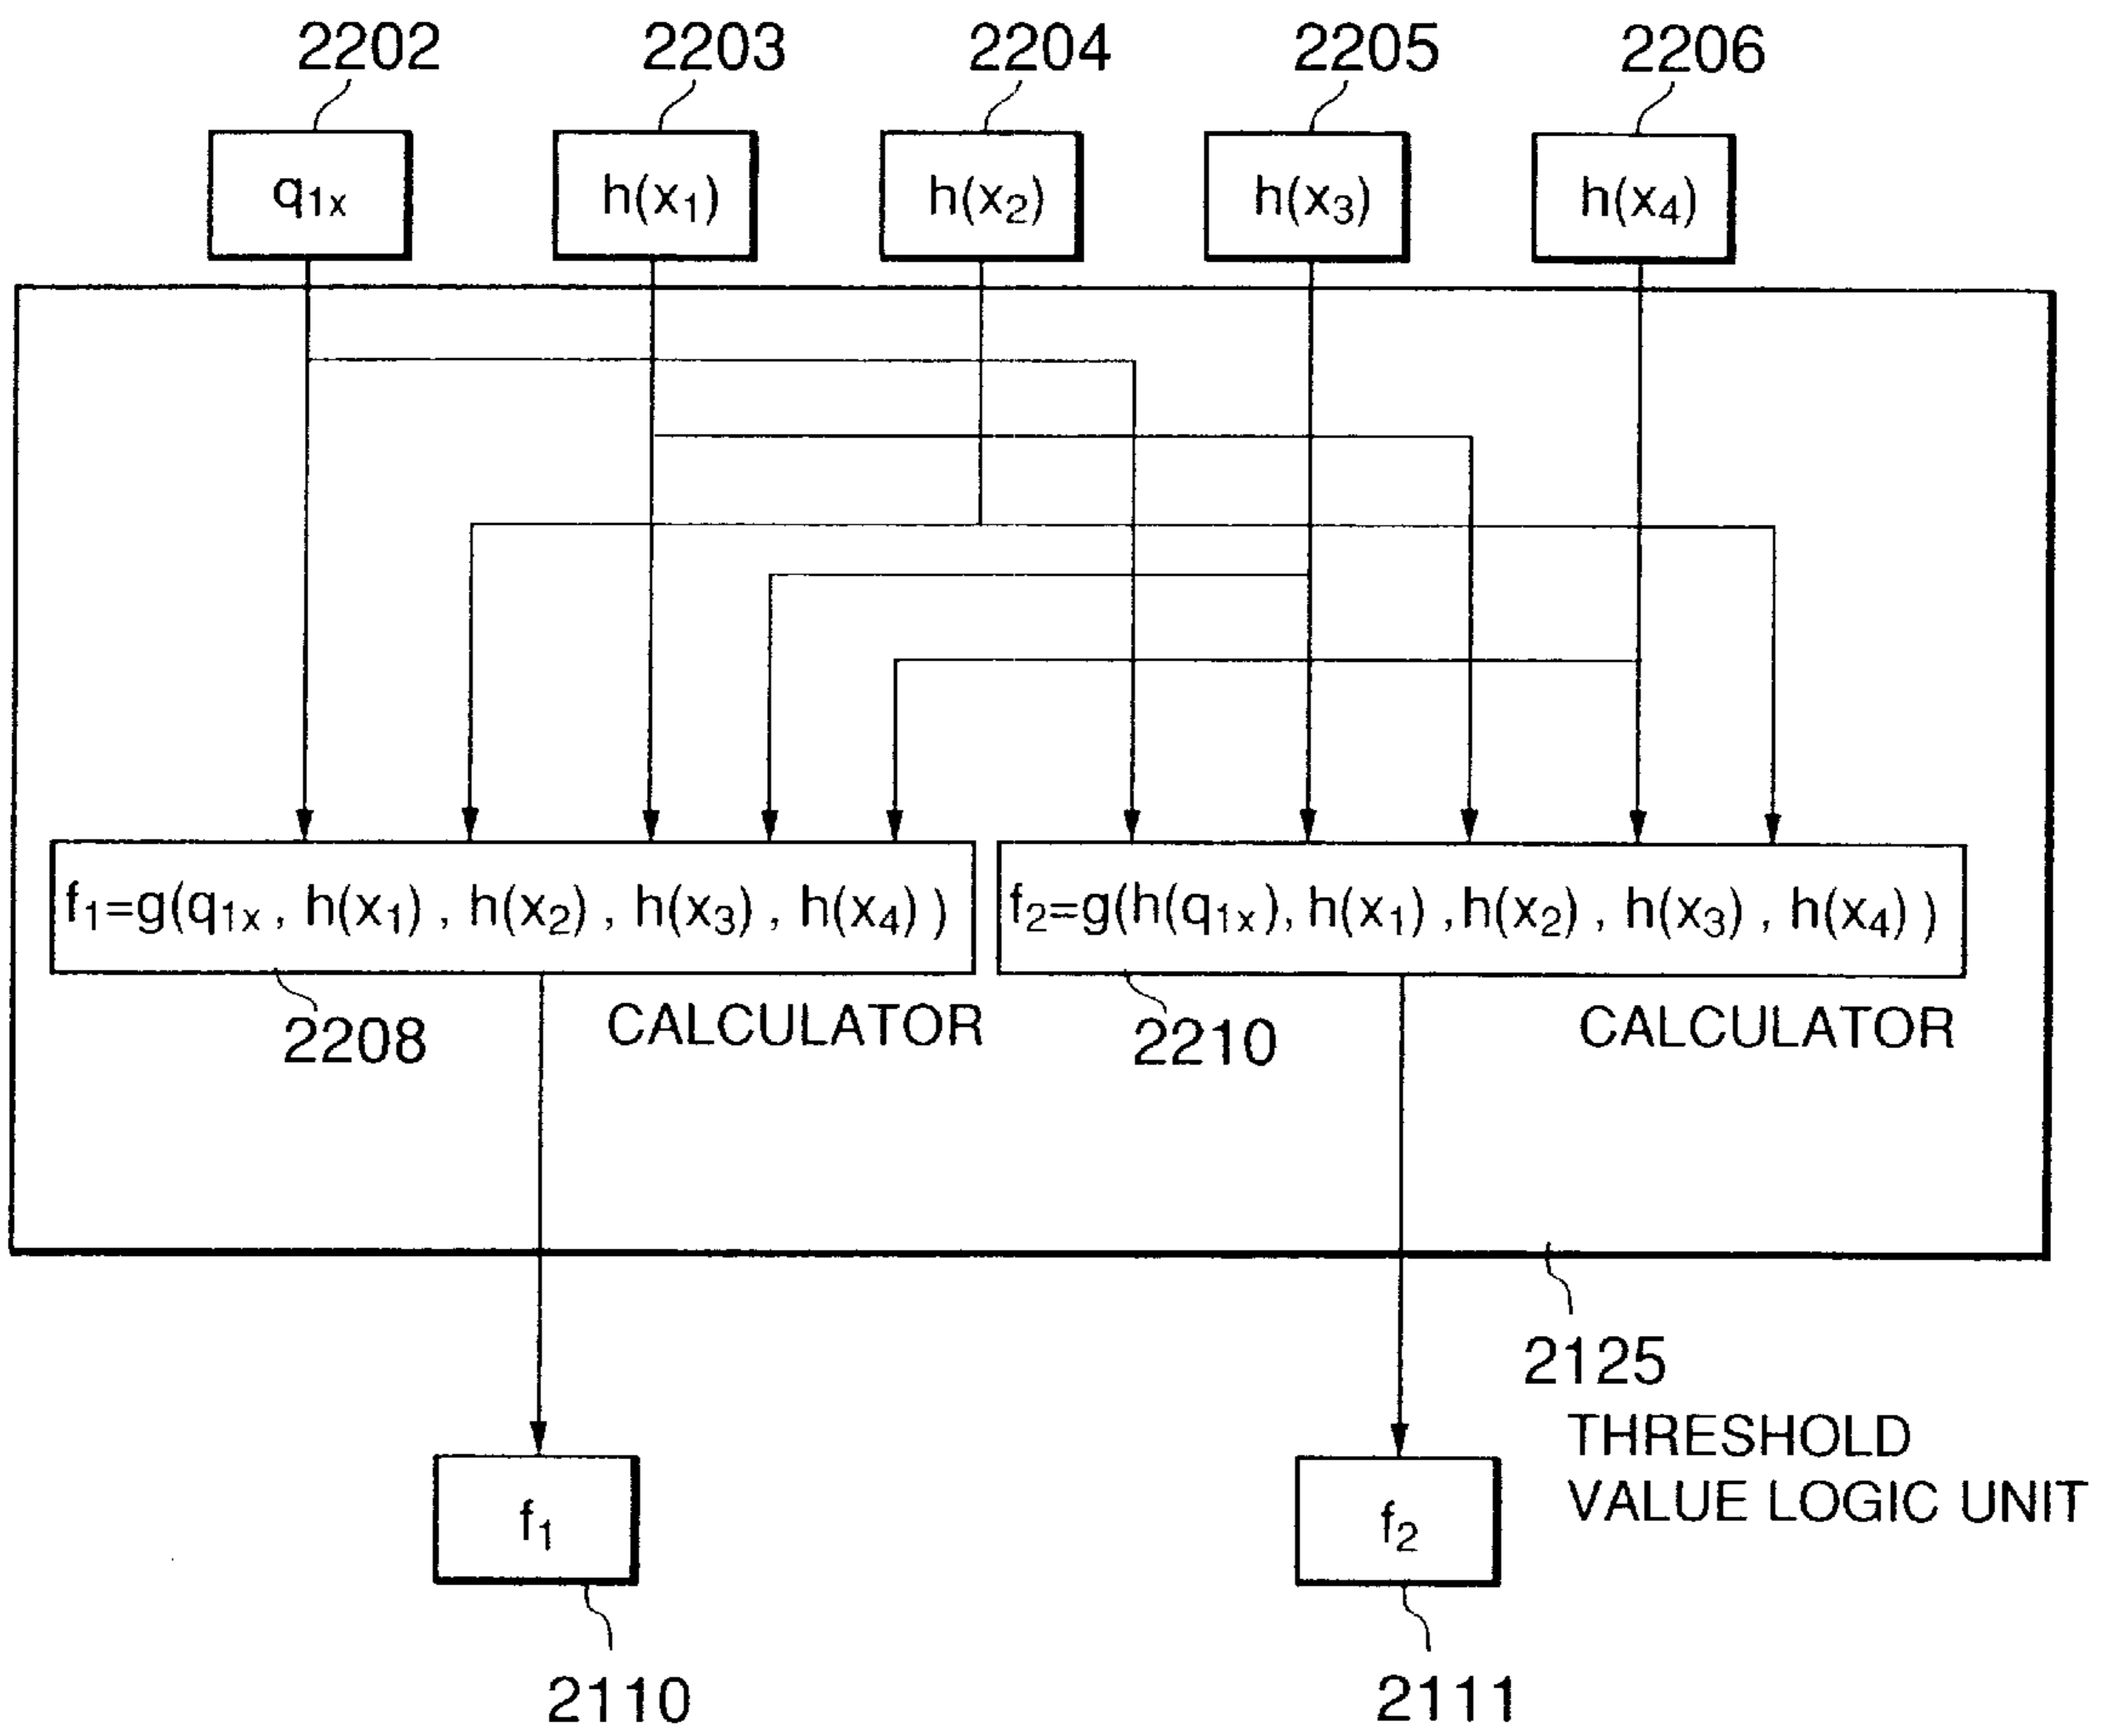 2202 2203 2204 2205 2206
q1x h(x1) h(x2) h(x3) h(x4)
f1=g(q1x, h(x1), h(x2), h(x3), h(x4))
f2=g(h(q1x), h(x1), h(x2), h(x3), h(x4))
2208 CALCULATOR
2210 CALCULATOR
2125
THRESHOLD
VALUE LOGIC UNIT
f1 f2
2110 2111